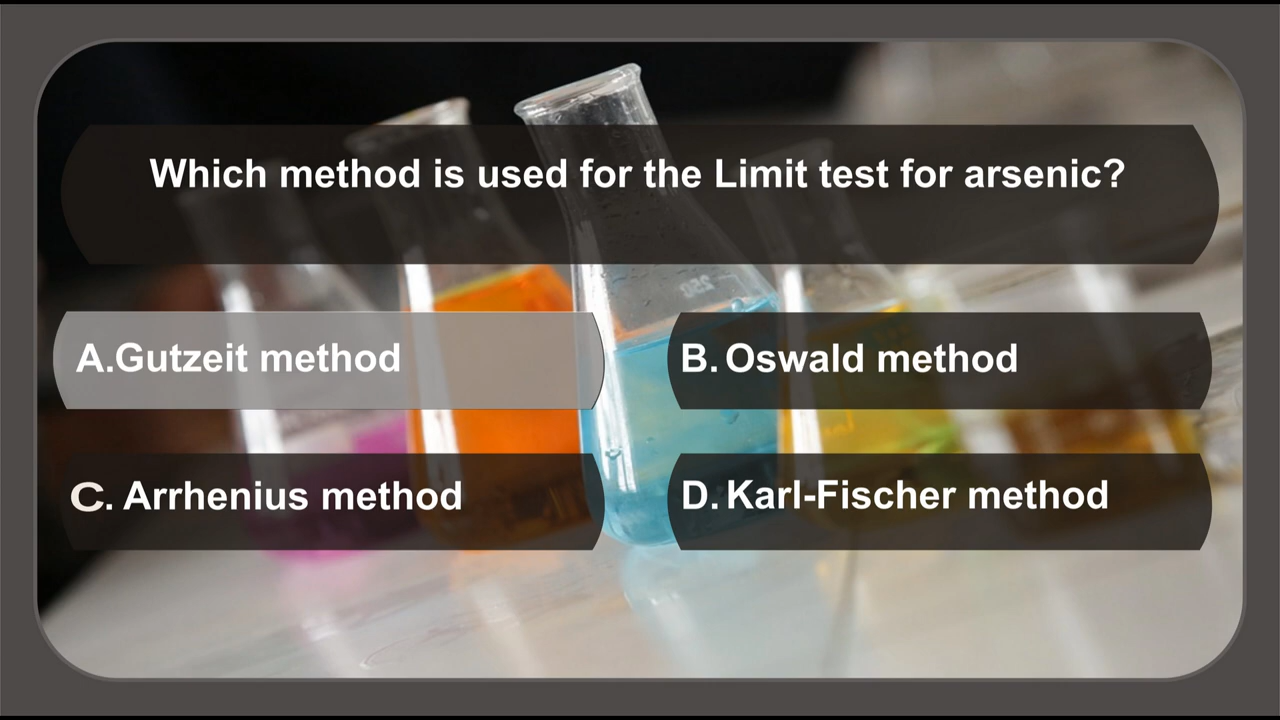 Which method is used for the Limit test for arsenic?
A.Gutzeit method
B. Oswald method
C. Arrhenius method
D. Karl-Fischer method